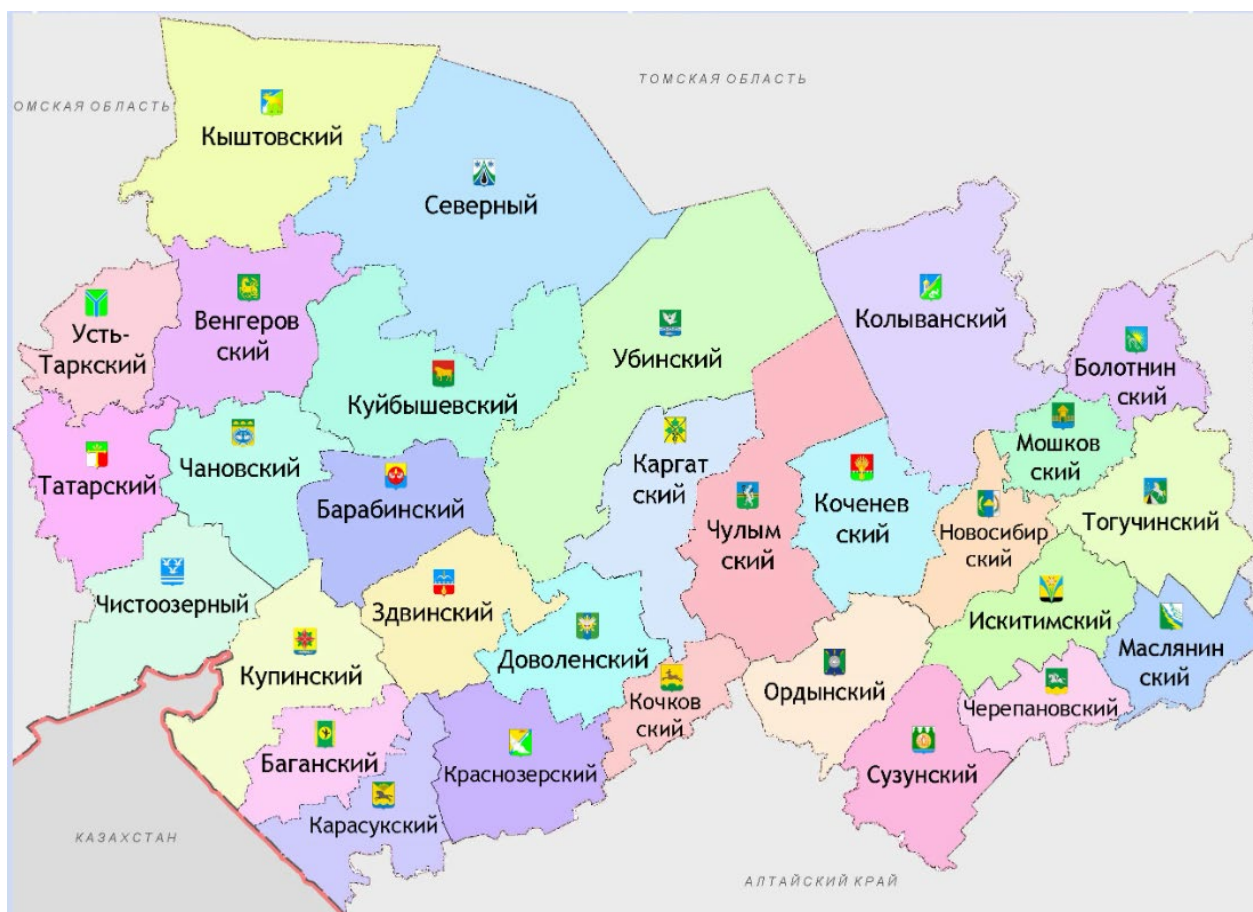 ТОМСКАЯ ОБЛАСТЬ
ОМСКАЯ ОБЛАСТЬ
Кыштовский
Северный
Венгеров
ский
Усть-
Таркский
Убинский
Колыванский
Болотнин
ский
Куйбышевский
Мошков
ский
Татарский
Чановский
Барабинский
Каргат
ский
Чулым
ский
Коченев
ский
Новосибир
ский
Тогучинский
Чистоозерный
Здвинский
Искитимский
Маслянин
ский
Купинский
Доволенский
Кочков
ский
Ордынский
Черепановский
Баганский
Краснозерский
Сузунский
Карасукский
КАЗАХСТАН
АЛТАЙСКИЙ КРАЙ